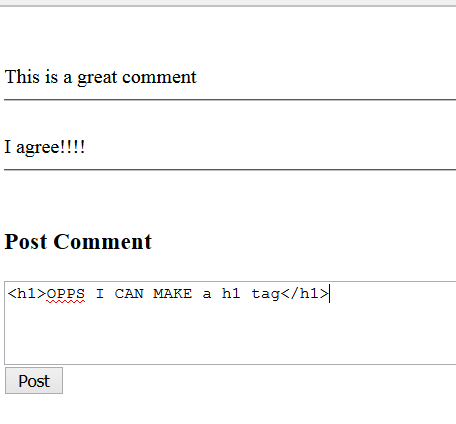 This is a great comment
I agree!!!!
Post Comment
<h1>OPPS I CAN MAKE a h1 tag</h1>
Post